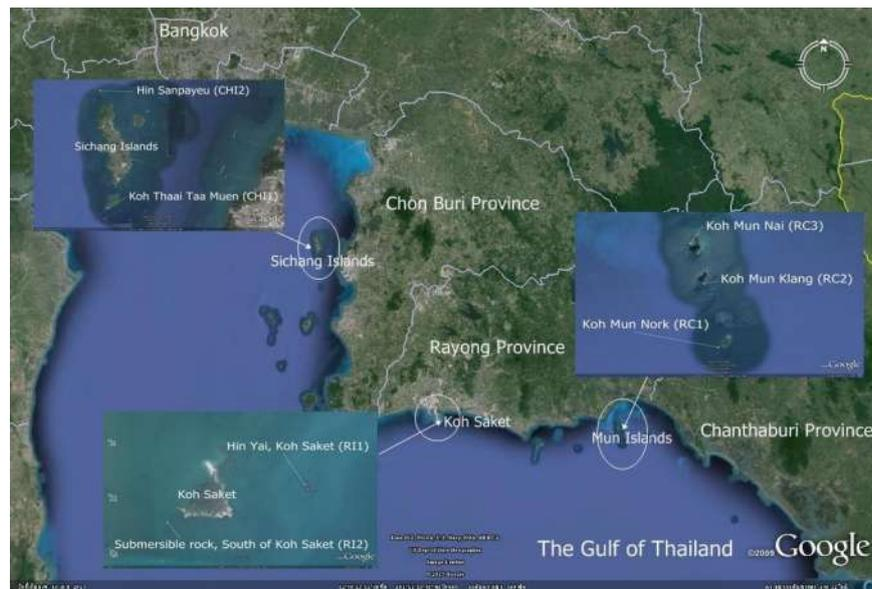 Bangkok
N
Hin Sanpayeu (CHI2)
Sichang Islands
Koh Thaai Taa Muen (CHI1)
Chon Buri Province
Sichang Islands
Koh Mun Nai (RC3)
Koh Mun Klang (RC2)
Koh Mun Nork (RC1)
Google
Rayong Province
Koh Saket
Mun Islands
Chanthaburi Province
Hin Yai, Koh Saket (RI1)
Koh Saket
Submersible rock, South of Koh Saket (RI2)
Google
The Gulf of Thailand
©2009 Google